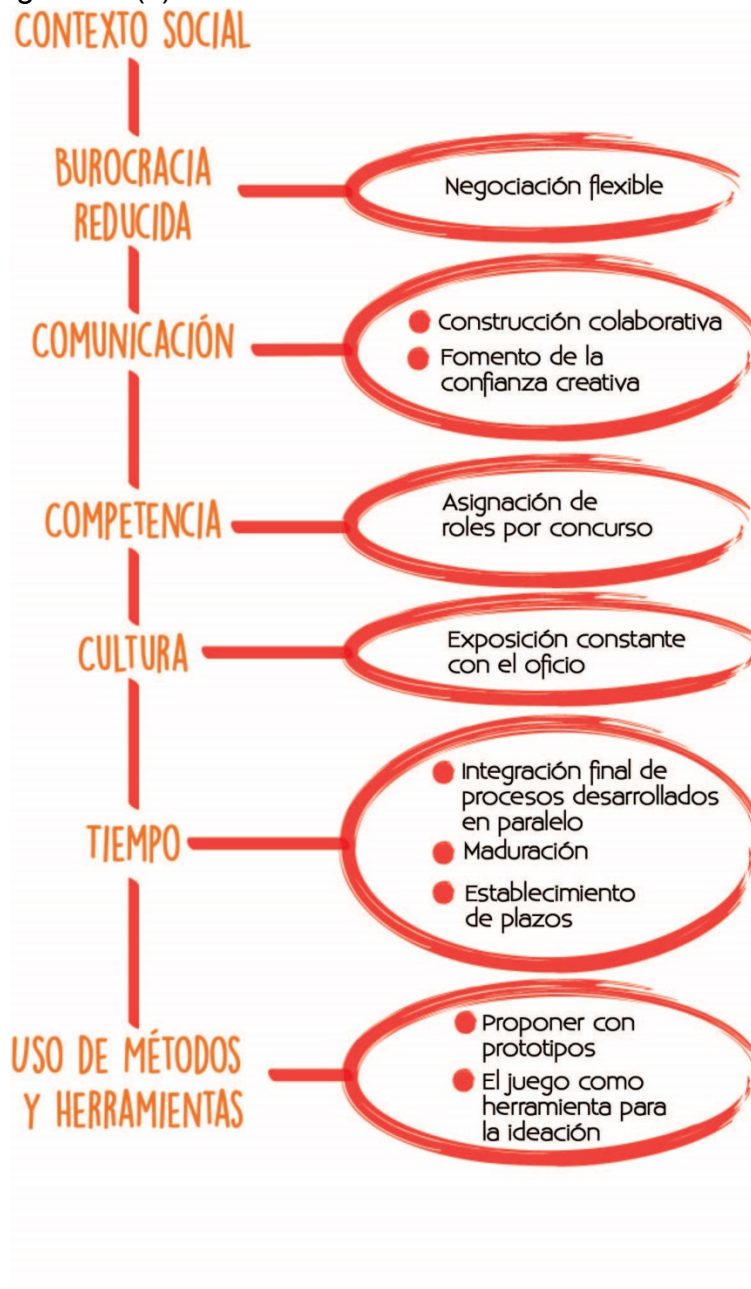 CONTEXTO SOCIAL
BUROCRACIA
REDUCIDA
Negociación flexible
COMUNICACIÓN
Construcción colaborativa
Fomento de la
confianza creativa
COMPETENCIA
Asignación de
roles por concurso
CULTURA
Exposición constante
con el oficio
TIEMPO
Integración final de
procesos desarrollados
en paralelo
Maduración
Establecimiento
de plazos
USO DE MÉTODOS
Y HERRAMIENTAS
Proponer con
prototipos
El juego como
herramienta para
la ideación